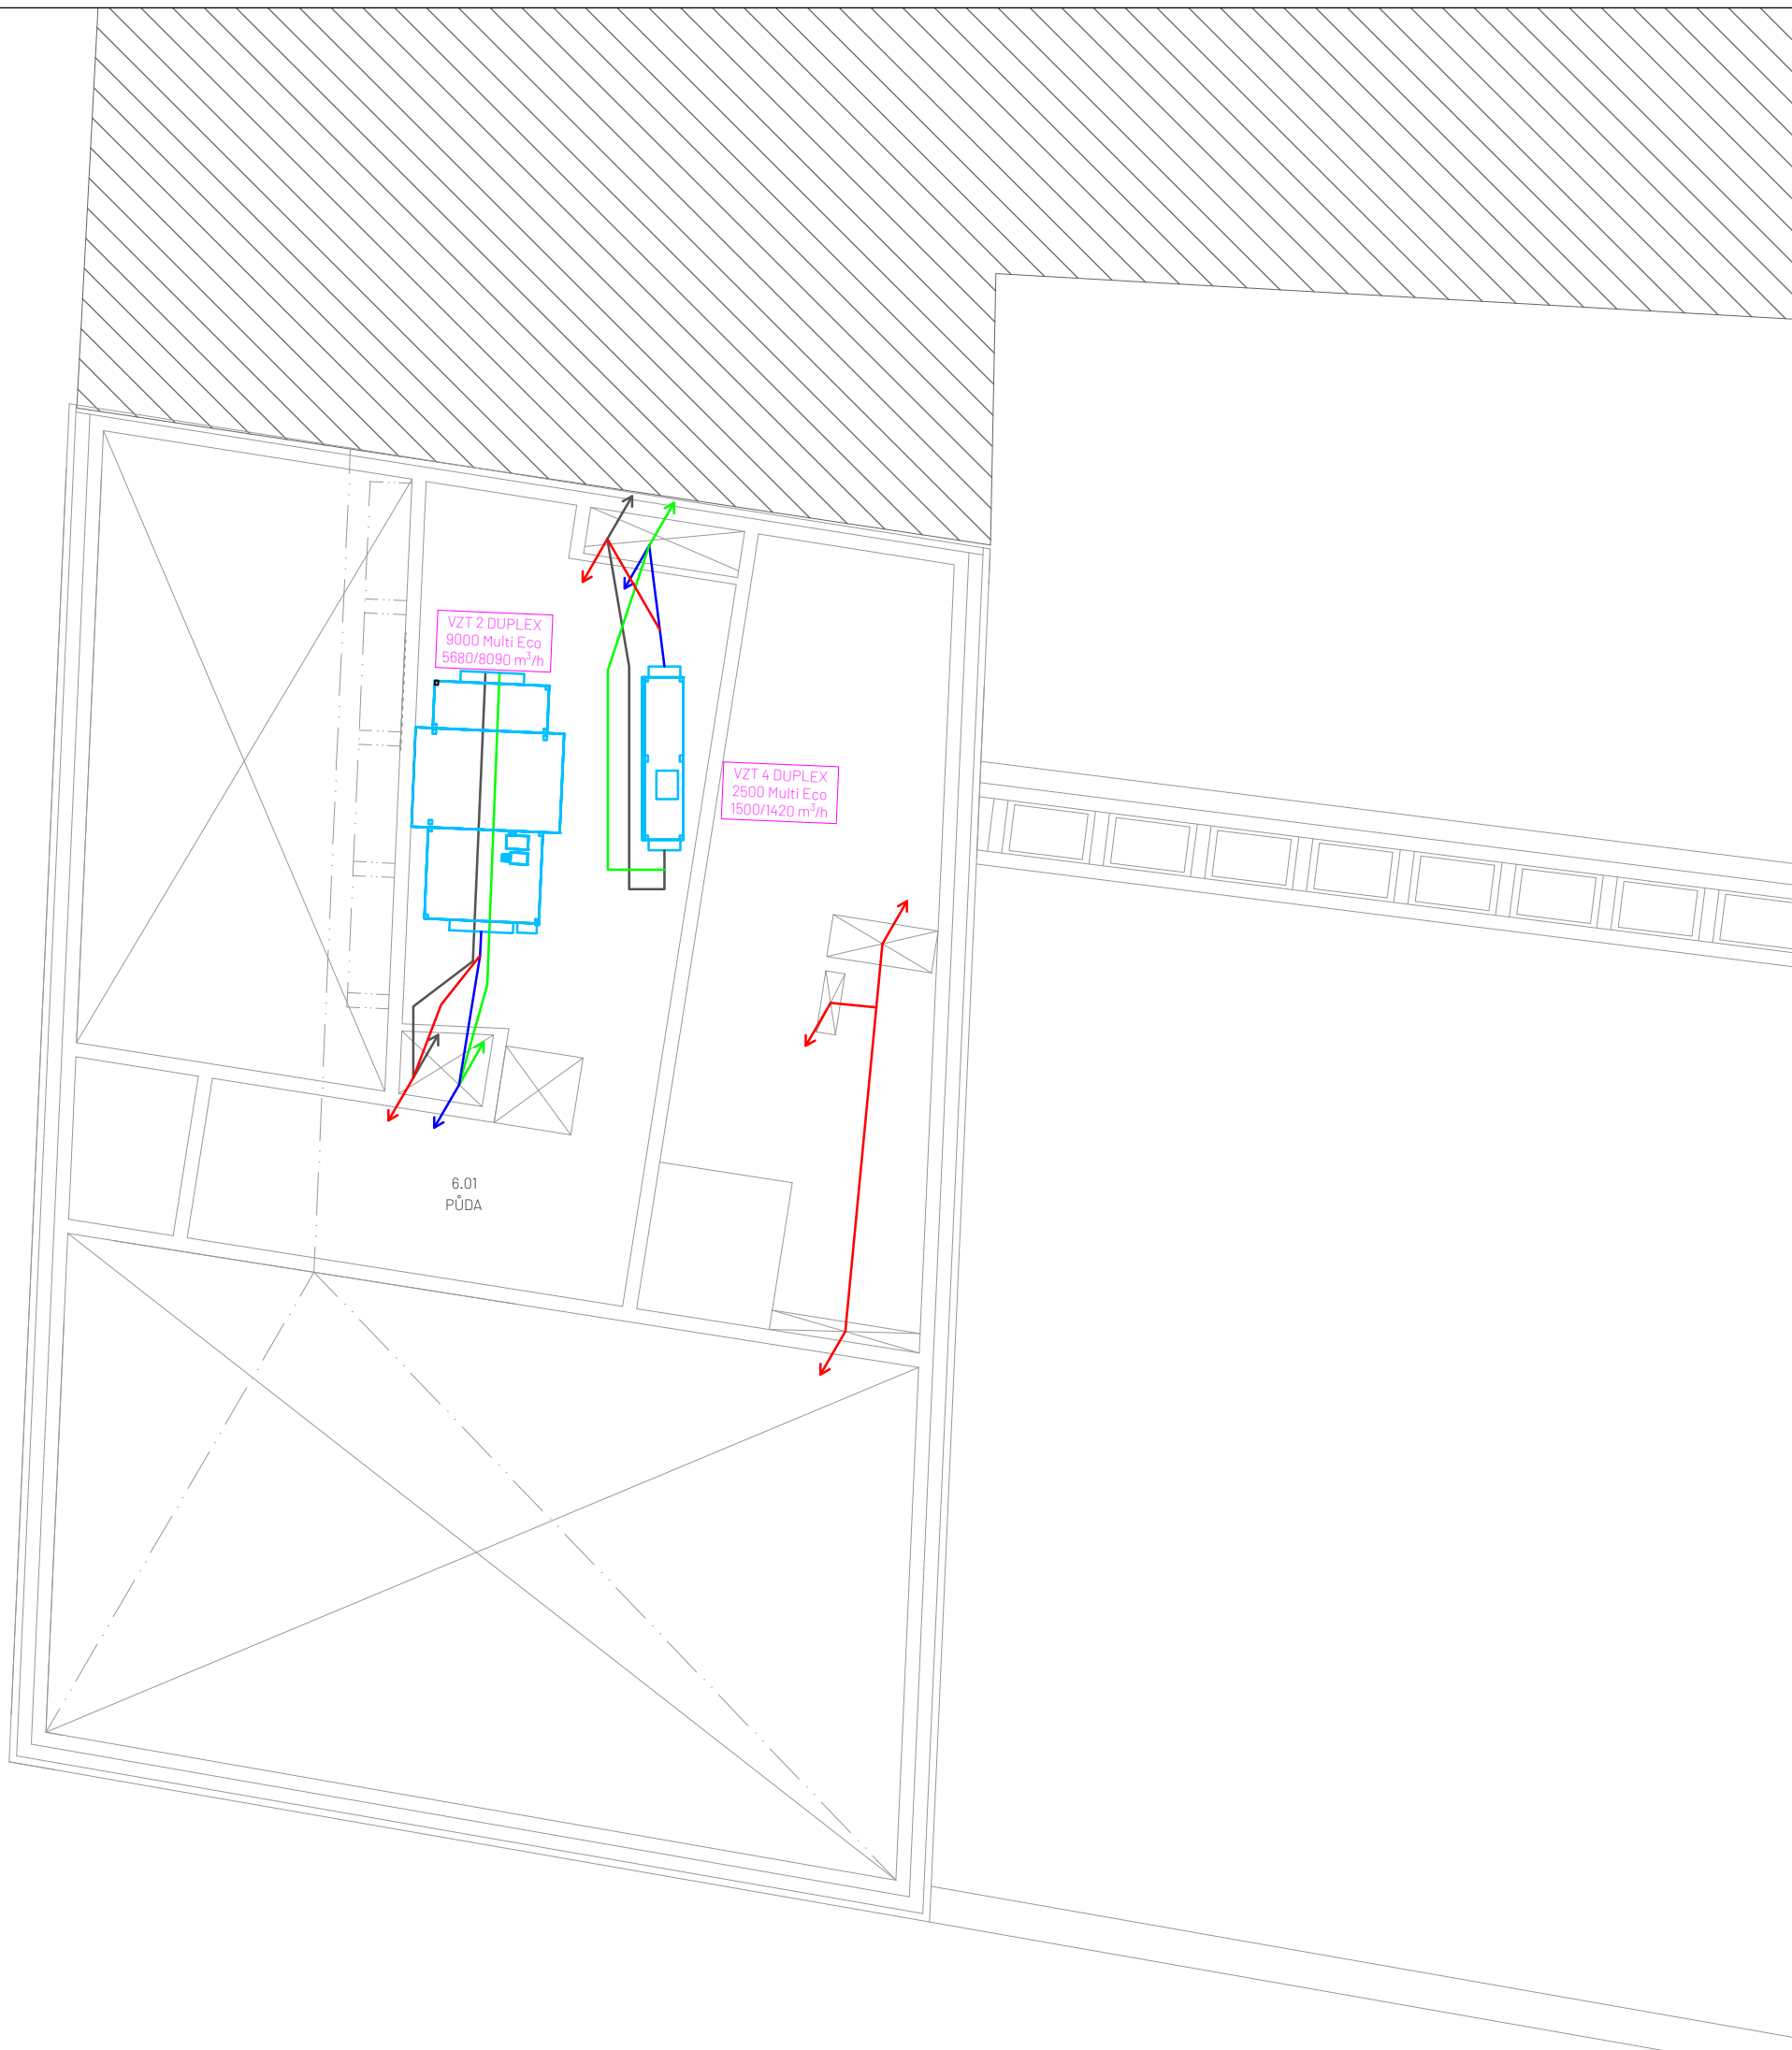 VZT 2 DUPLEX
9000 Multi Eco
5680/8090 m³/h
VZT 4 DUPLEX
2500 Multi Eco
1500/1420 m³/h
6.01
PŮDA